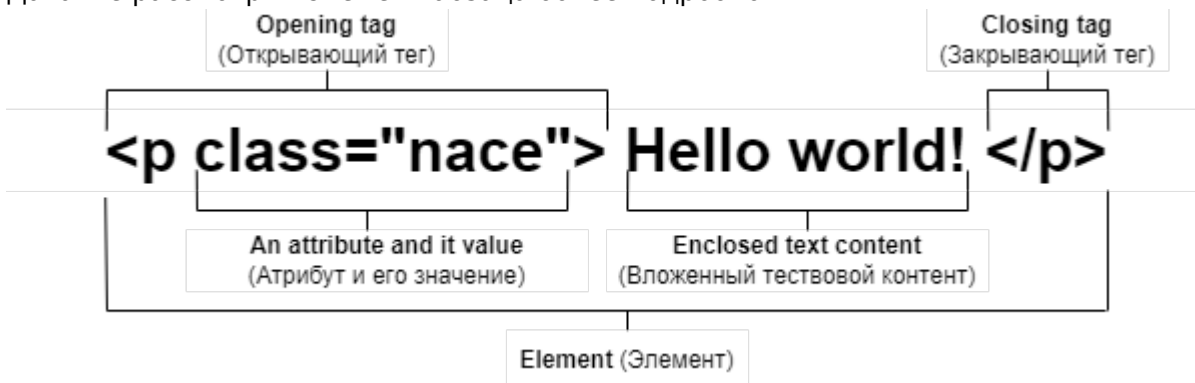 Opening tag
(Открывающий тег)
Closing tag
(Закрывающий тег)
<p class="nace"> Hello world! </p>
An attribute and it value
(Атрибут и его значение)
Enclosed text content
(Вложенный тествовой контент)
Element (Элемент)